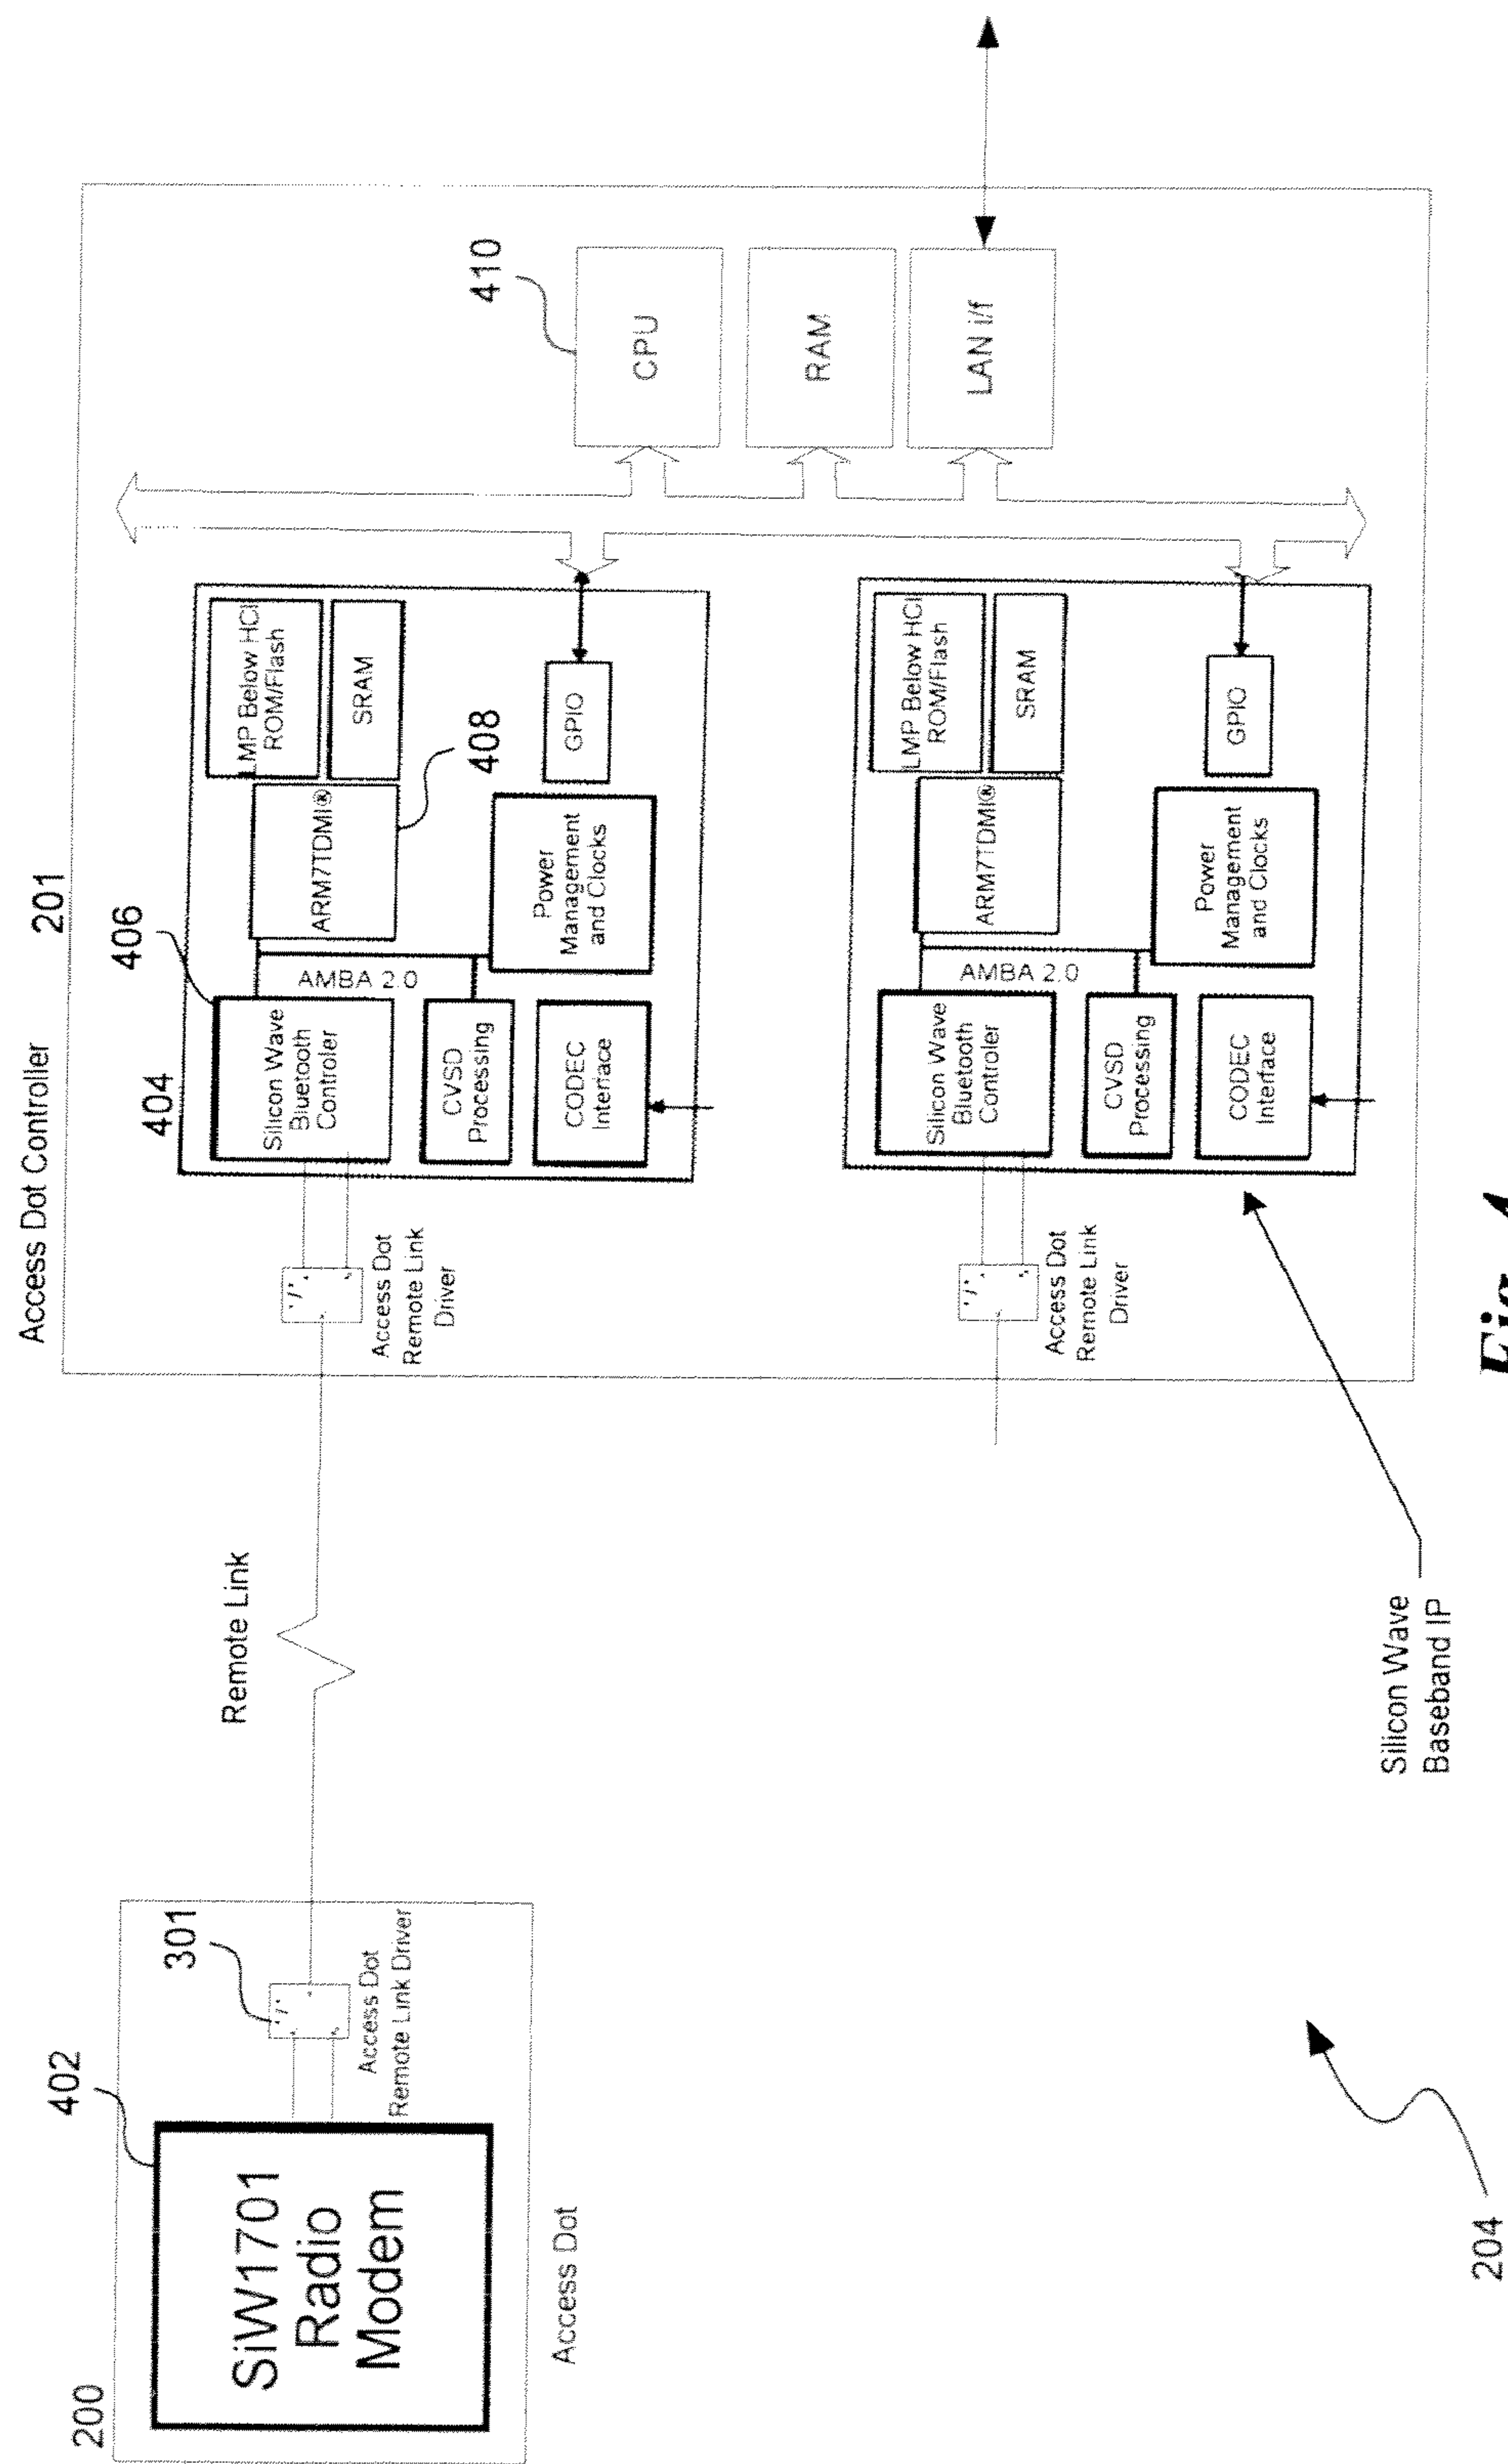 200
402
SiW1701
Radio
Modem
301
Access Dot
Remote Link Driver
Access Dot
Remote Link
Access Dot Controller
201
404
406
Silicon Wave
Bluetooth
Controler
AMBA 2.0
ARM7TDMI®
408
LMP Below HCI
ROM/Flash
SRAM
CVSD
Processing
CODEC
Interface
Power
Management
and Clocks
GPIO
Access Dot
Remote Link
Driver
410
CPU
RAM
LAN i/f
Silicon Wave
Bluetooth
Controler
AMBA 2.0
ARM7TDMI®
LMP Below HCI
ROM/Flash
SRAM
CVSD
Processing
CODEC
Interface
Power
Management
and Clocks
GPIO
Access Dot
Remote Link
Driver
Silicon Wave
Baseband IP
204
Fig. 4